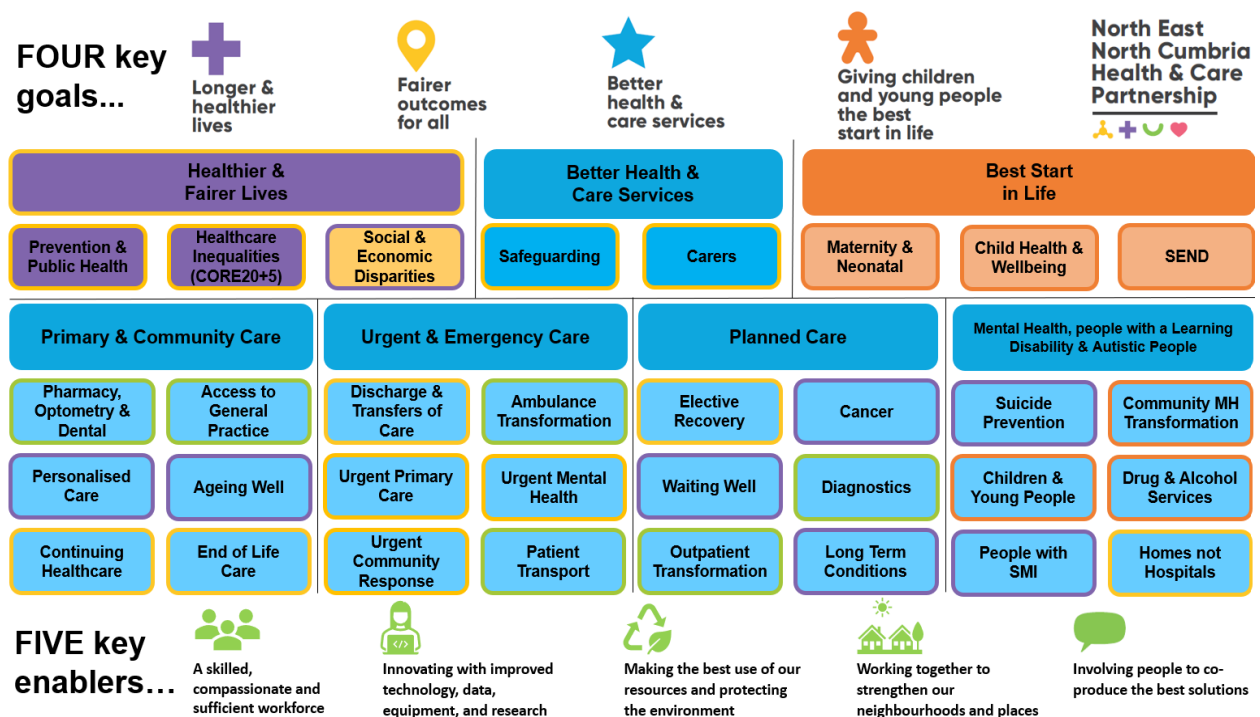 FOUR key
goals...
Longer &
healthier
lives
Fairer
outcomes
for all
Better
health &
care services
Giving children
and young people
the best
start in life
North East
North Cumbria
Health & Care
Partnership
Healthier &
Fairer Lives
Better Health &
Care Services
Best Start
in Life
Prevention &
Public Health
Healthcare
Inequalities
(CORE20+5)
Social &
Economic
Disparities
Safeguarding
Carers
Maternity &
Neonatal
Child Health &
Wellbeing
SEND
Primary & Community Care
Urgent & Emergency Care
Planned Care
Mental Health, people with a Learning
Disability & Autistic People
Pharmacy,
Optometry &
Dental
Access to
General
Practice
Discharge &
Transfers of
Care
Ambulance
Transformation
Elective
Recovery
Cancer
Suicide
Prevention
Community MH
Transformation
Personalised
Care
Ageing Well
Urgent Primary
Care
Urgent Mental
Health
Waiting Well
Diagnostics
Children &
Young People
Drug & Alcohol
Services
Continuing
Healthcare
End of Life
Care
Urgent
Community
Response
Patient
Transport
Outpatient
Transformation
Long Term
Conditions
People with
SMI
Homes not
Hospitals
FIVE key
enablers...
A skilled,
compassionate and
sufficient workforce
Innovating with improved
technology, data,
equipment, and research
Making the best use of our
resources and protecting
the environment
Working together to
strengthen our
neighbourhoods and places
Involving people to co-
produce the best solutions